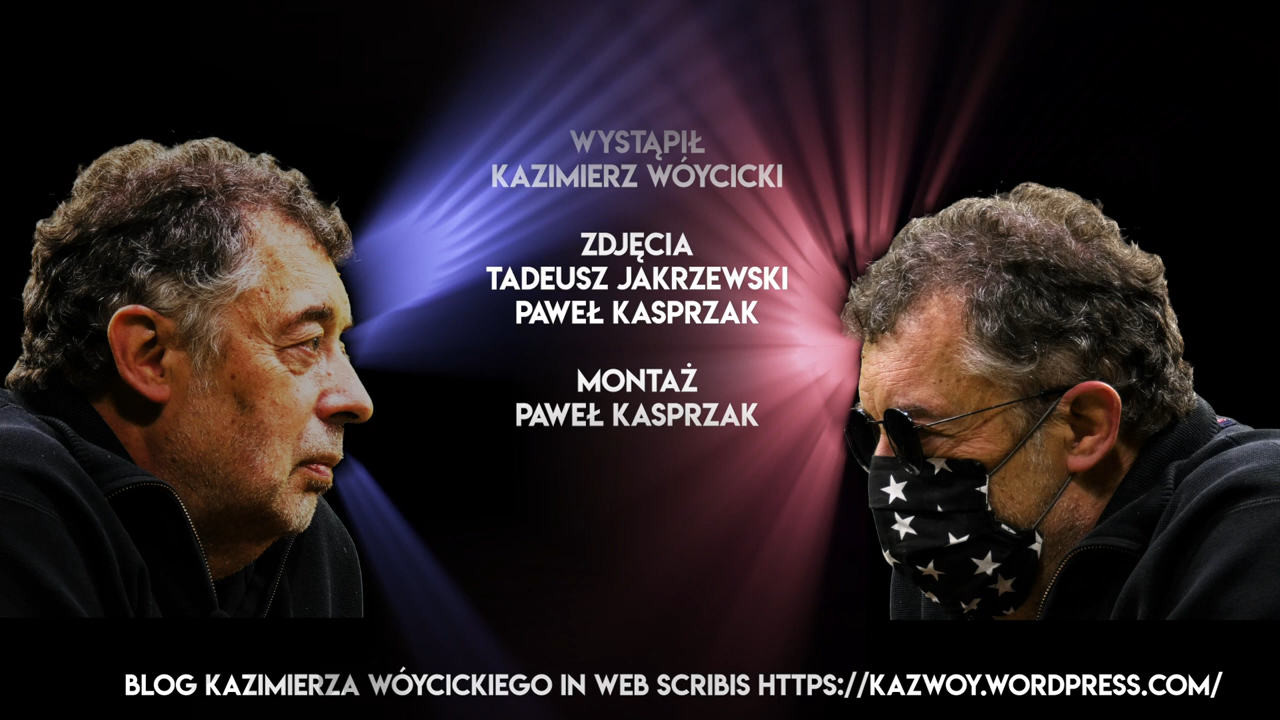 WYSTĄPIŁ
KAZIMIERZ WÓYCICKI
ZDJĘCIA
TADEUSZ JAKRZEWSKI
PAWEŁ KASPRZAK
MONTAŻ
PAWEŁ KASPRZAK
BLOG KAZIMIERZA WÓYCICKIEGO IN WEB SCRIBIS HTTPS://KAZWOY.WORDPRESS.COM/